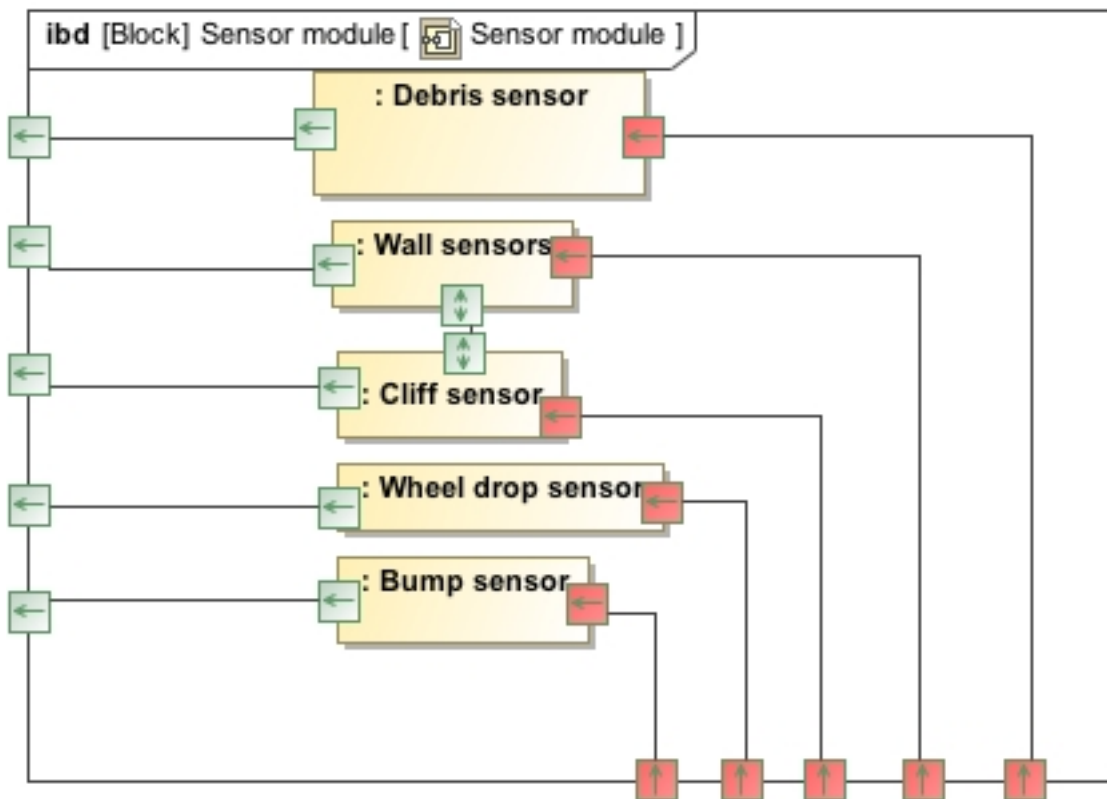 ibd [Block] Sensor module [ Sensor module ]
: Debris sensor
: Wall sensors
: Cliff sensor
: Wheel drop sensor
: Bump sensor